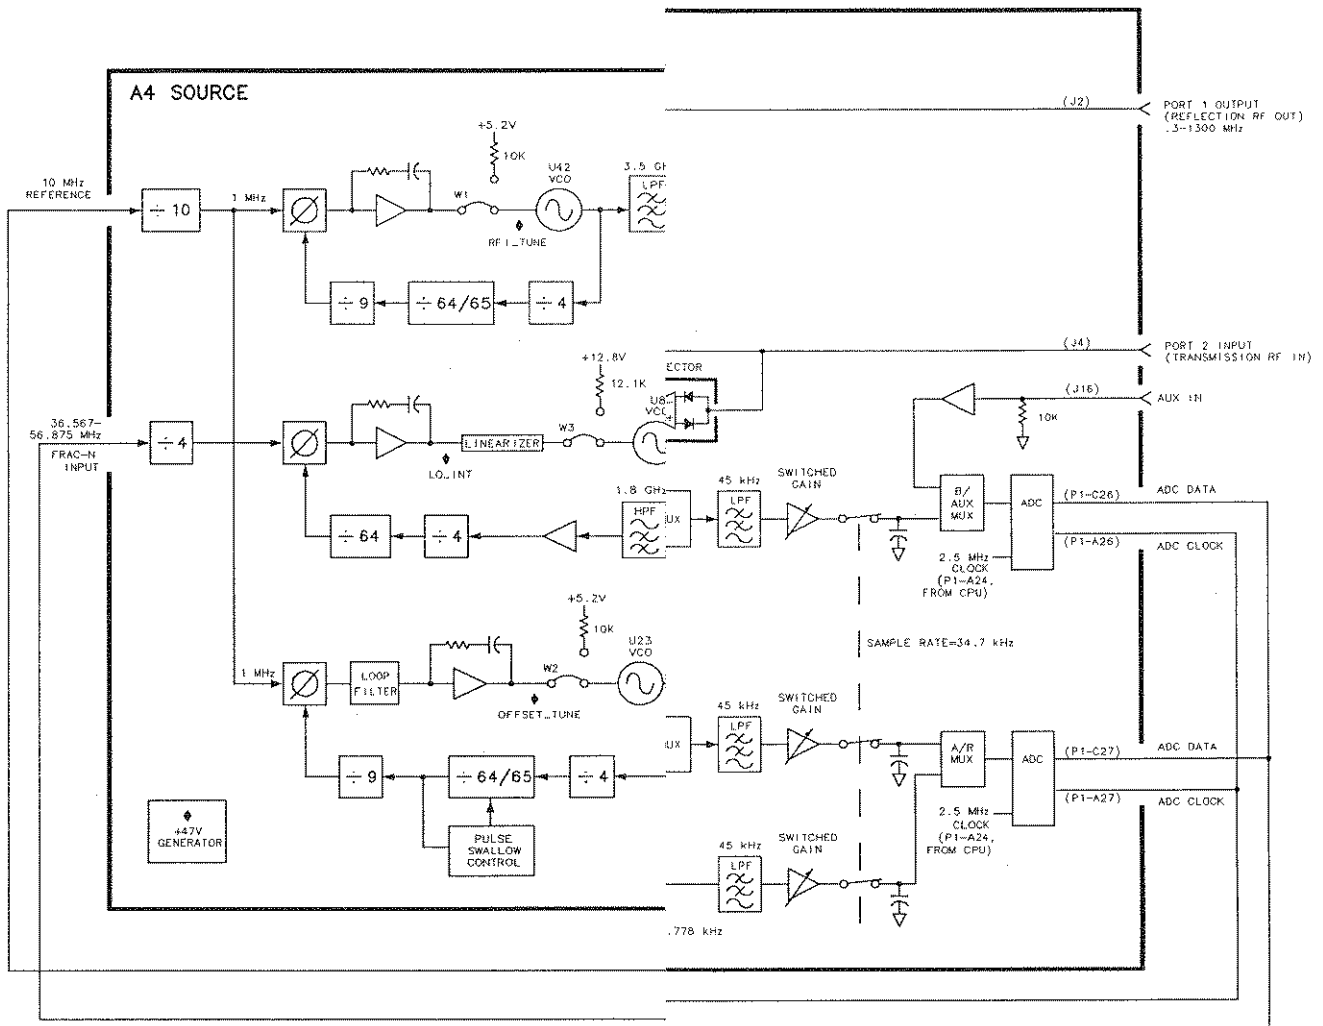 A4 SOURCE
(J2)
PORT 1 OUTPUT
(REFLECTION RF OUT)
.3-1300 MHz
+5.2V
10K
U42
VCO
3.5 GH
LPF
10 MHz
REFERENCE
÷ 10
1 MHz
W1
RF1_TUNE
÷ 9
÷ 64/65
÷ 4
(J4)
PORT 2 INPUT
(TRANSMISSION RF IN)
+12.8V
12.1K
ECTOR
U8
VCO
(J16)
AUX IN
10K
36.567-
56.875 MHz
FRAC-N
INPUT
÷ 4
LINEARIZER
W3
LO_INT
÷ 64
÷ 4
1.8 GHz
HPF
UX
45 kHz
LPF
SWITCHED
GAIN
B/
AUX
MUX
ADC
(P1-C26)
ADC DATA
(P1-A26)
ADC CLOCK
2.5 MHz
CLOCK
(P1-A24,
FROM CPU)
+5.2V
10K
U23
VCO
SAMPLE RATE=34.7 kHz
1 MHz
LOOP
FILTER
W2
OFFSET_TUNE
UX
45 kHz
LPF
SWITCHED
GAIN
A/R
MUX
ADC
(P1-C27)
ADC DATA
(P1-A27)
ADC CLOCK
2.5 MHz
CLOCK
(P1-A24,
FROM CPU)
÷ 9
÷ 64/65
÷ 4
+47V
GENERATOR
PULSE
SWALLOW
CONTROL
45 kHz
LPF
SWITCHED
GAIN
.778 kHz